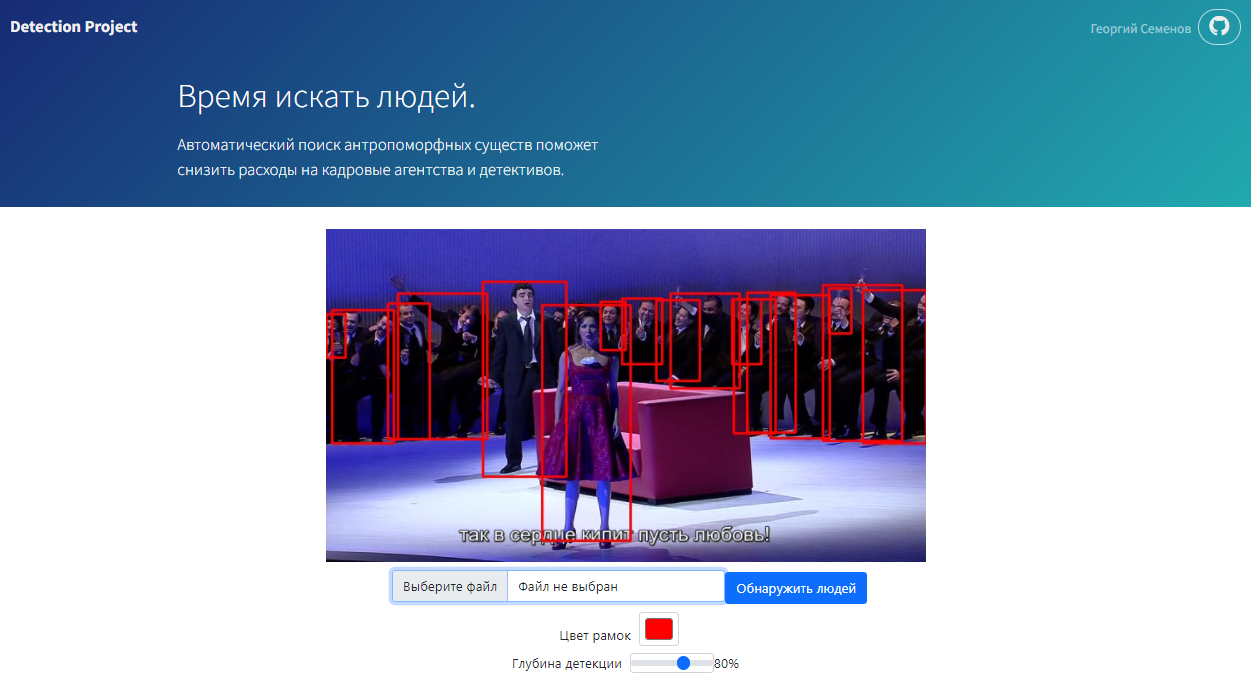 Detection Project
Георгий Семенов
Время искать людей.
Автоматический поиск антропоморфных существ поможет
снизить расходы на кадровые агентства и детективов.
так в сердце кипит пусть любовь!
Выберите файл Файл не выбран Обнаружить людей
Цвет рамок
Глубина детекции 80%